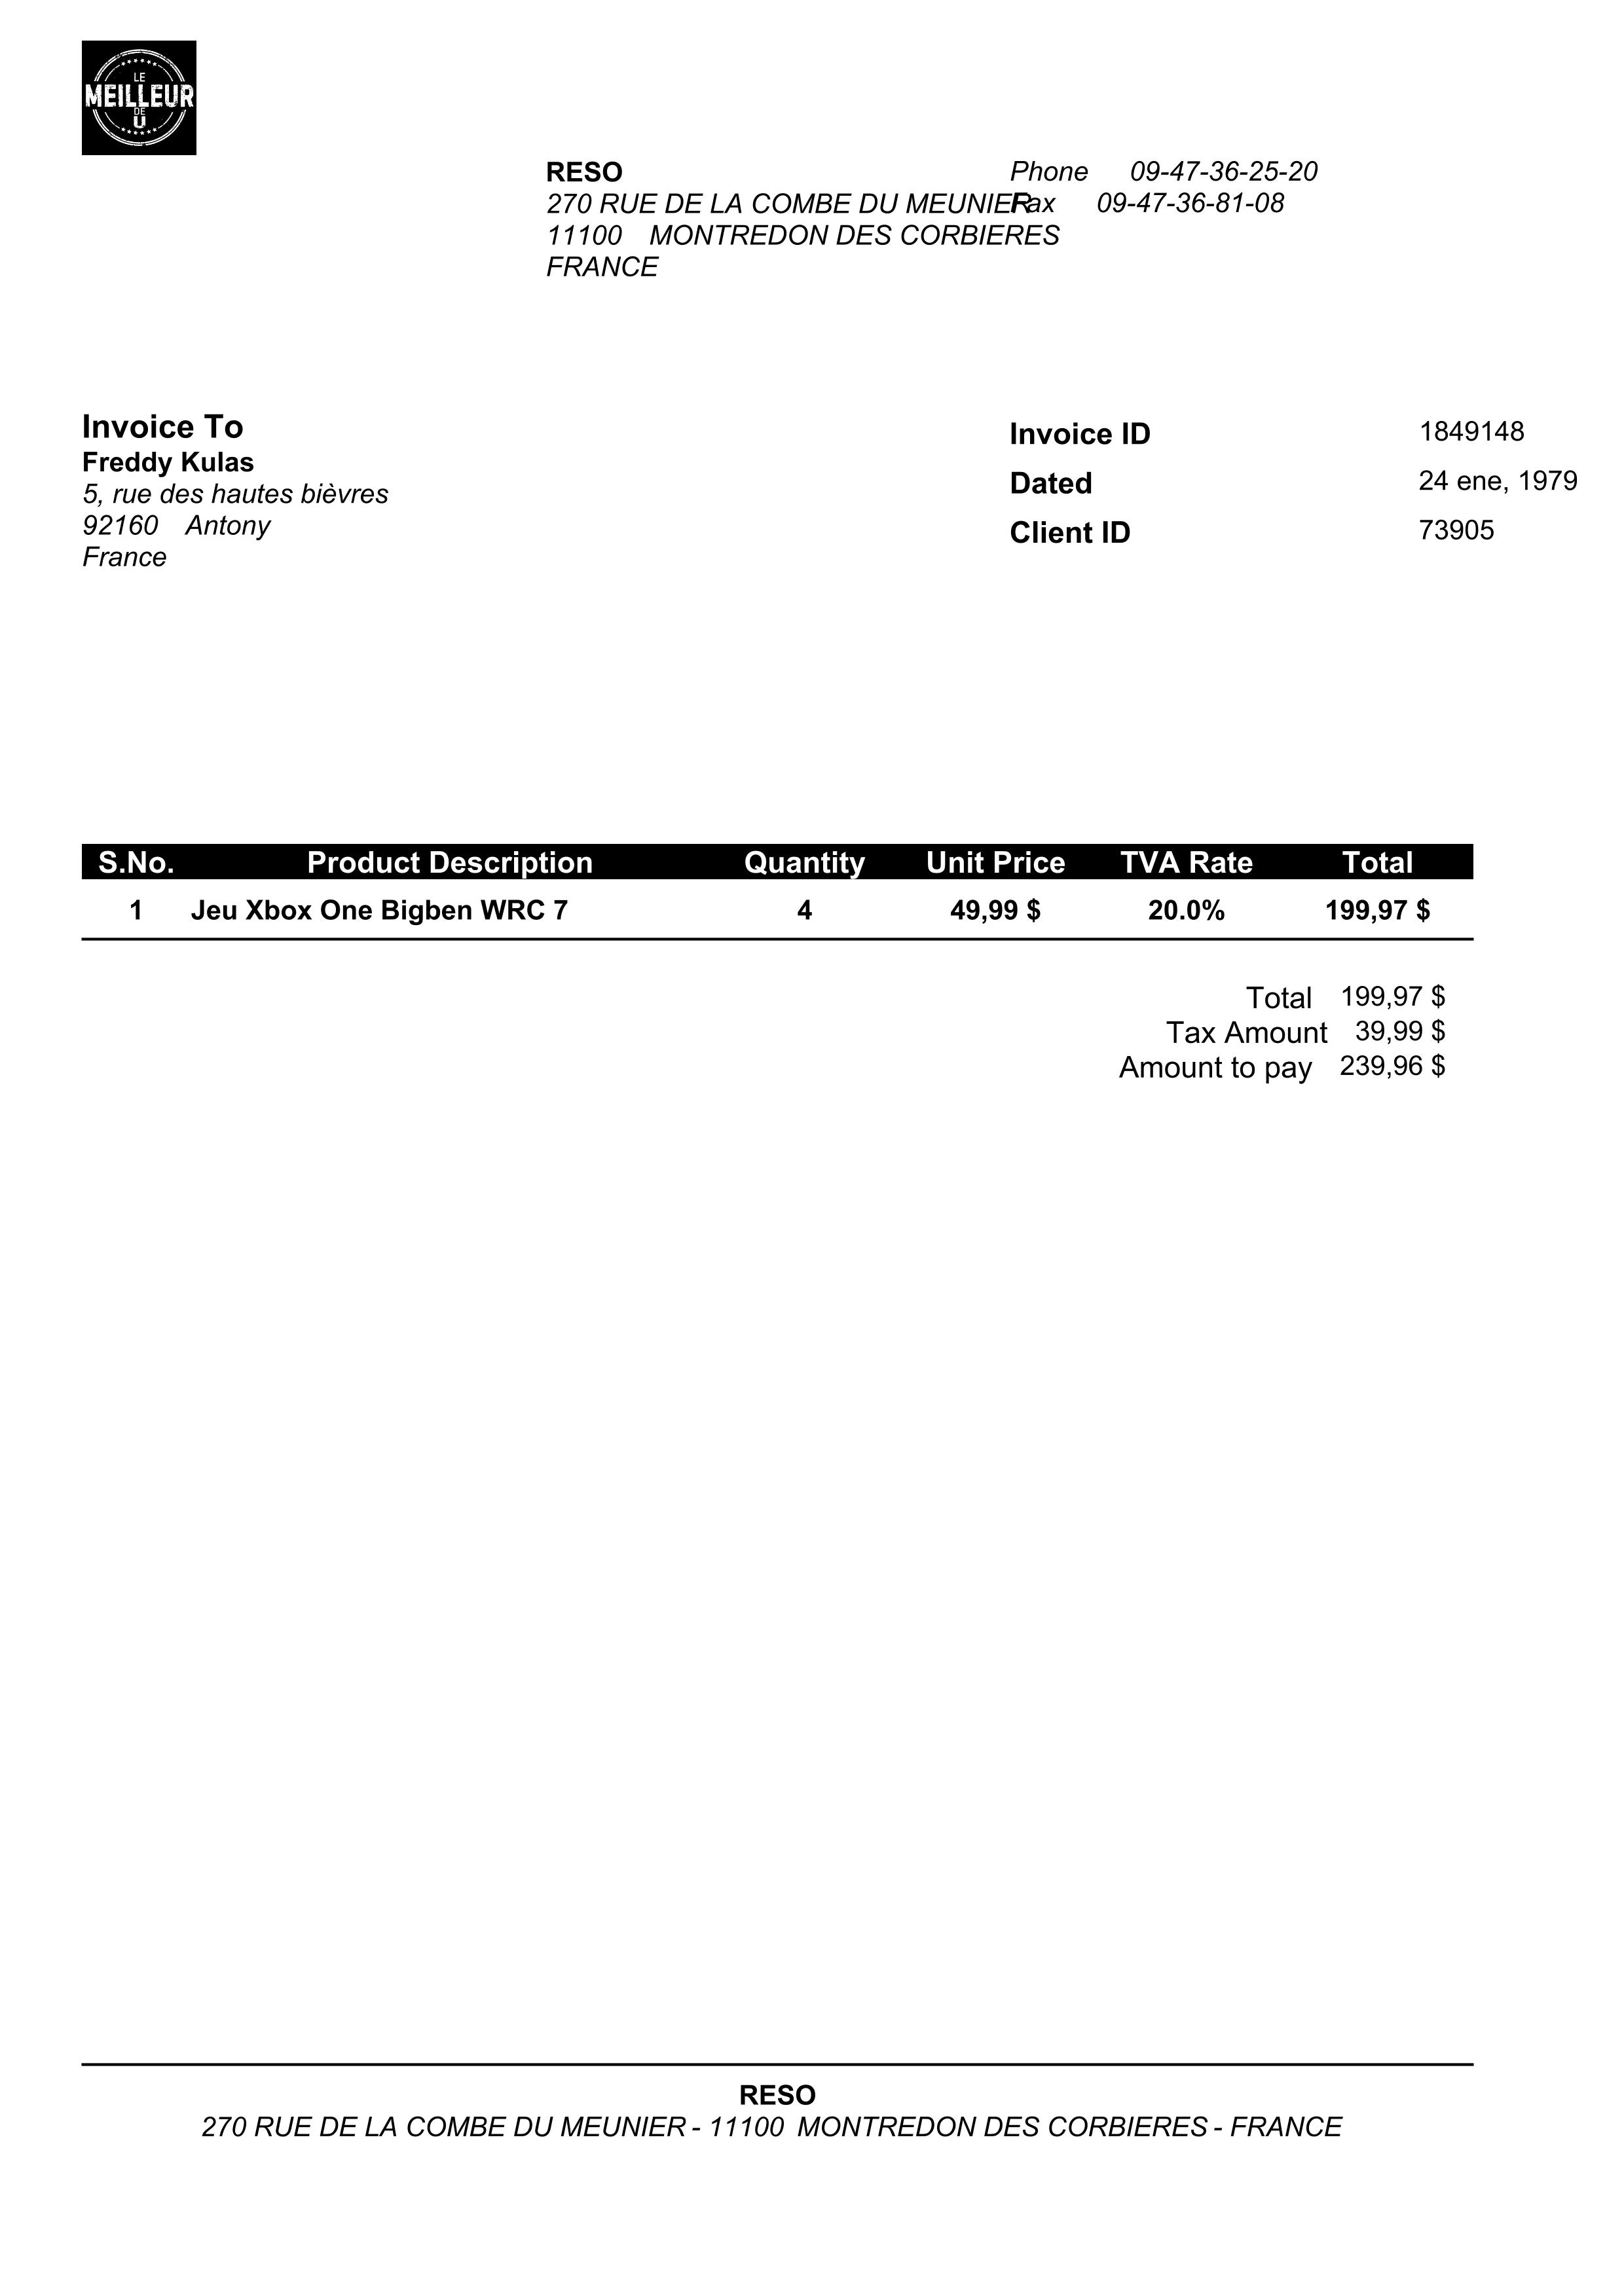 LE
MEILLEUR
DE
U
RESO
270 RUE DE LA COMBE DU MEUNIER
11100 MONTREDON DES CORBIERES
FRANCE
Phone 09-47-36-25-20
Fax 09-47-36-81-08
Invoice To
Freddy Kulas
5, rue des hautes bièvres
92160 Antony
France
Invoice ID 1849148
Dated 24 ene, 1979
Client ID 73905
S.No. Product Description Quantity Unit Price TVA Rate Total
1 Jeu Xbox One Bigben WRC 7 4 49,99 $ 20.0% 199,97 $
Total 199,97 $
Tax Amount 39,99 $
Amount to pay 239,96 $
RESO
270 RUE DE LA COMBE DU MEUNIER - 11100 MONTREDON DES CORBIERES - FRANCE